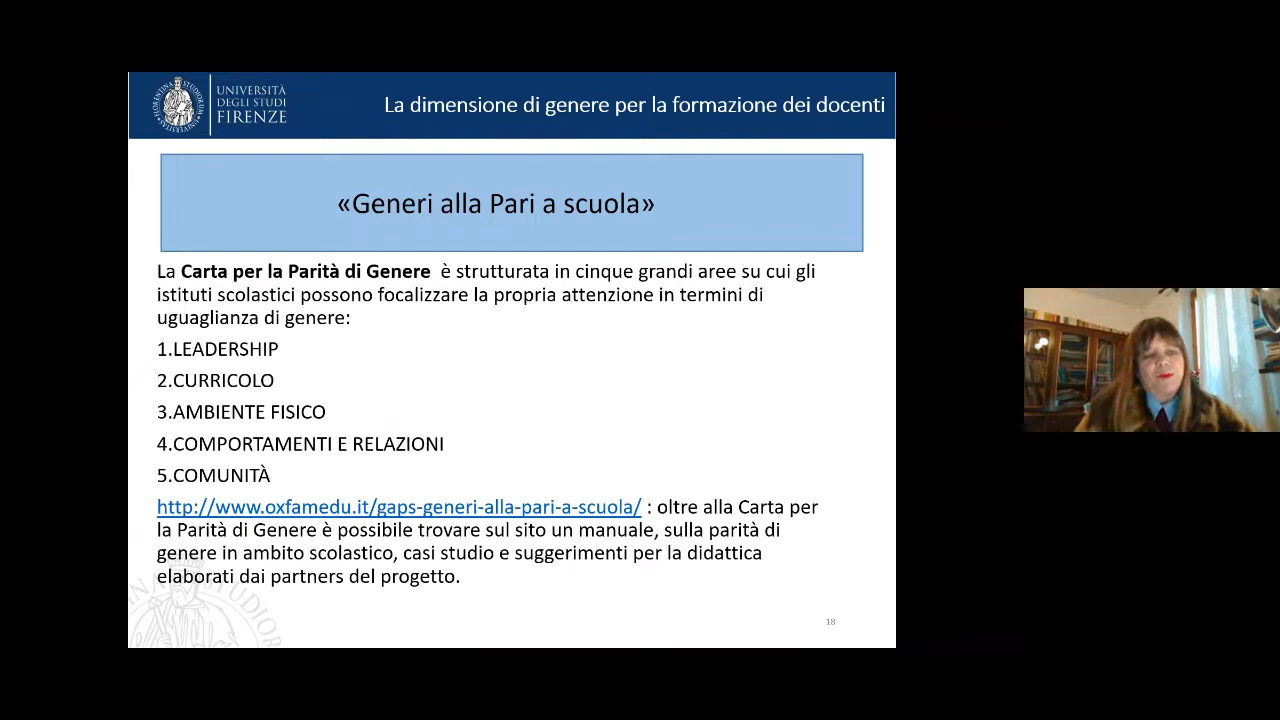 UNIVERSITÀ
DEGLI STUDI
FIRENZE
La dimensione di genere per la formazione dei docenti
«Generi alla Pari a scuola»
La Carta per la Parità di Genere è strutturata in cinque grandi aree su cui gli
istituti scolastici possono focalizzare la propria attenzione in termini di
uguaglianza di genere:
1.LEADERSHIP
2.CURRICOLO
3.AMBIENTE FISICO
4.COMPORTAMENTI E RELAZIONI
5.COMUNITÀ
http://www.oxfamedu.it/gaps-generi-alla-pari-a-scuola/ : oltre alla Carta per
la Parità di Genere è possibile trovare sul sito un manuale, sulla parità di
genere in ambito scolastico, casi studio e suggerimenti per la didattica
elaborati dai partners del progetto.
18